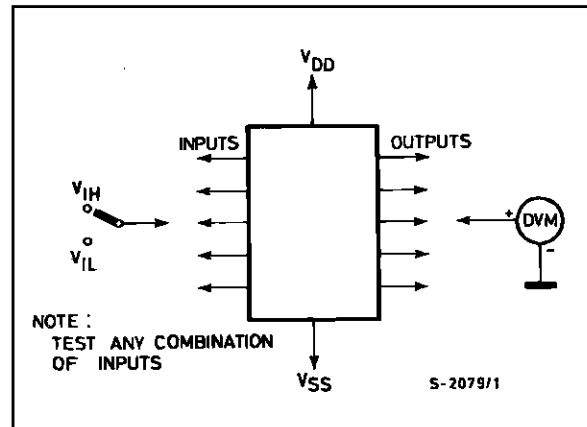 VDD
INPUTS
OUTPUTS
VIH
VIL
+
DVM
-
NOTE :
TEST ANY COMBINATION
OF INPUTS
VSS
S-2079/1